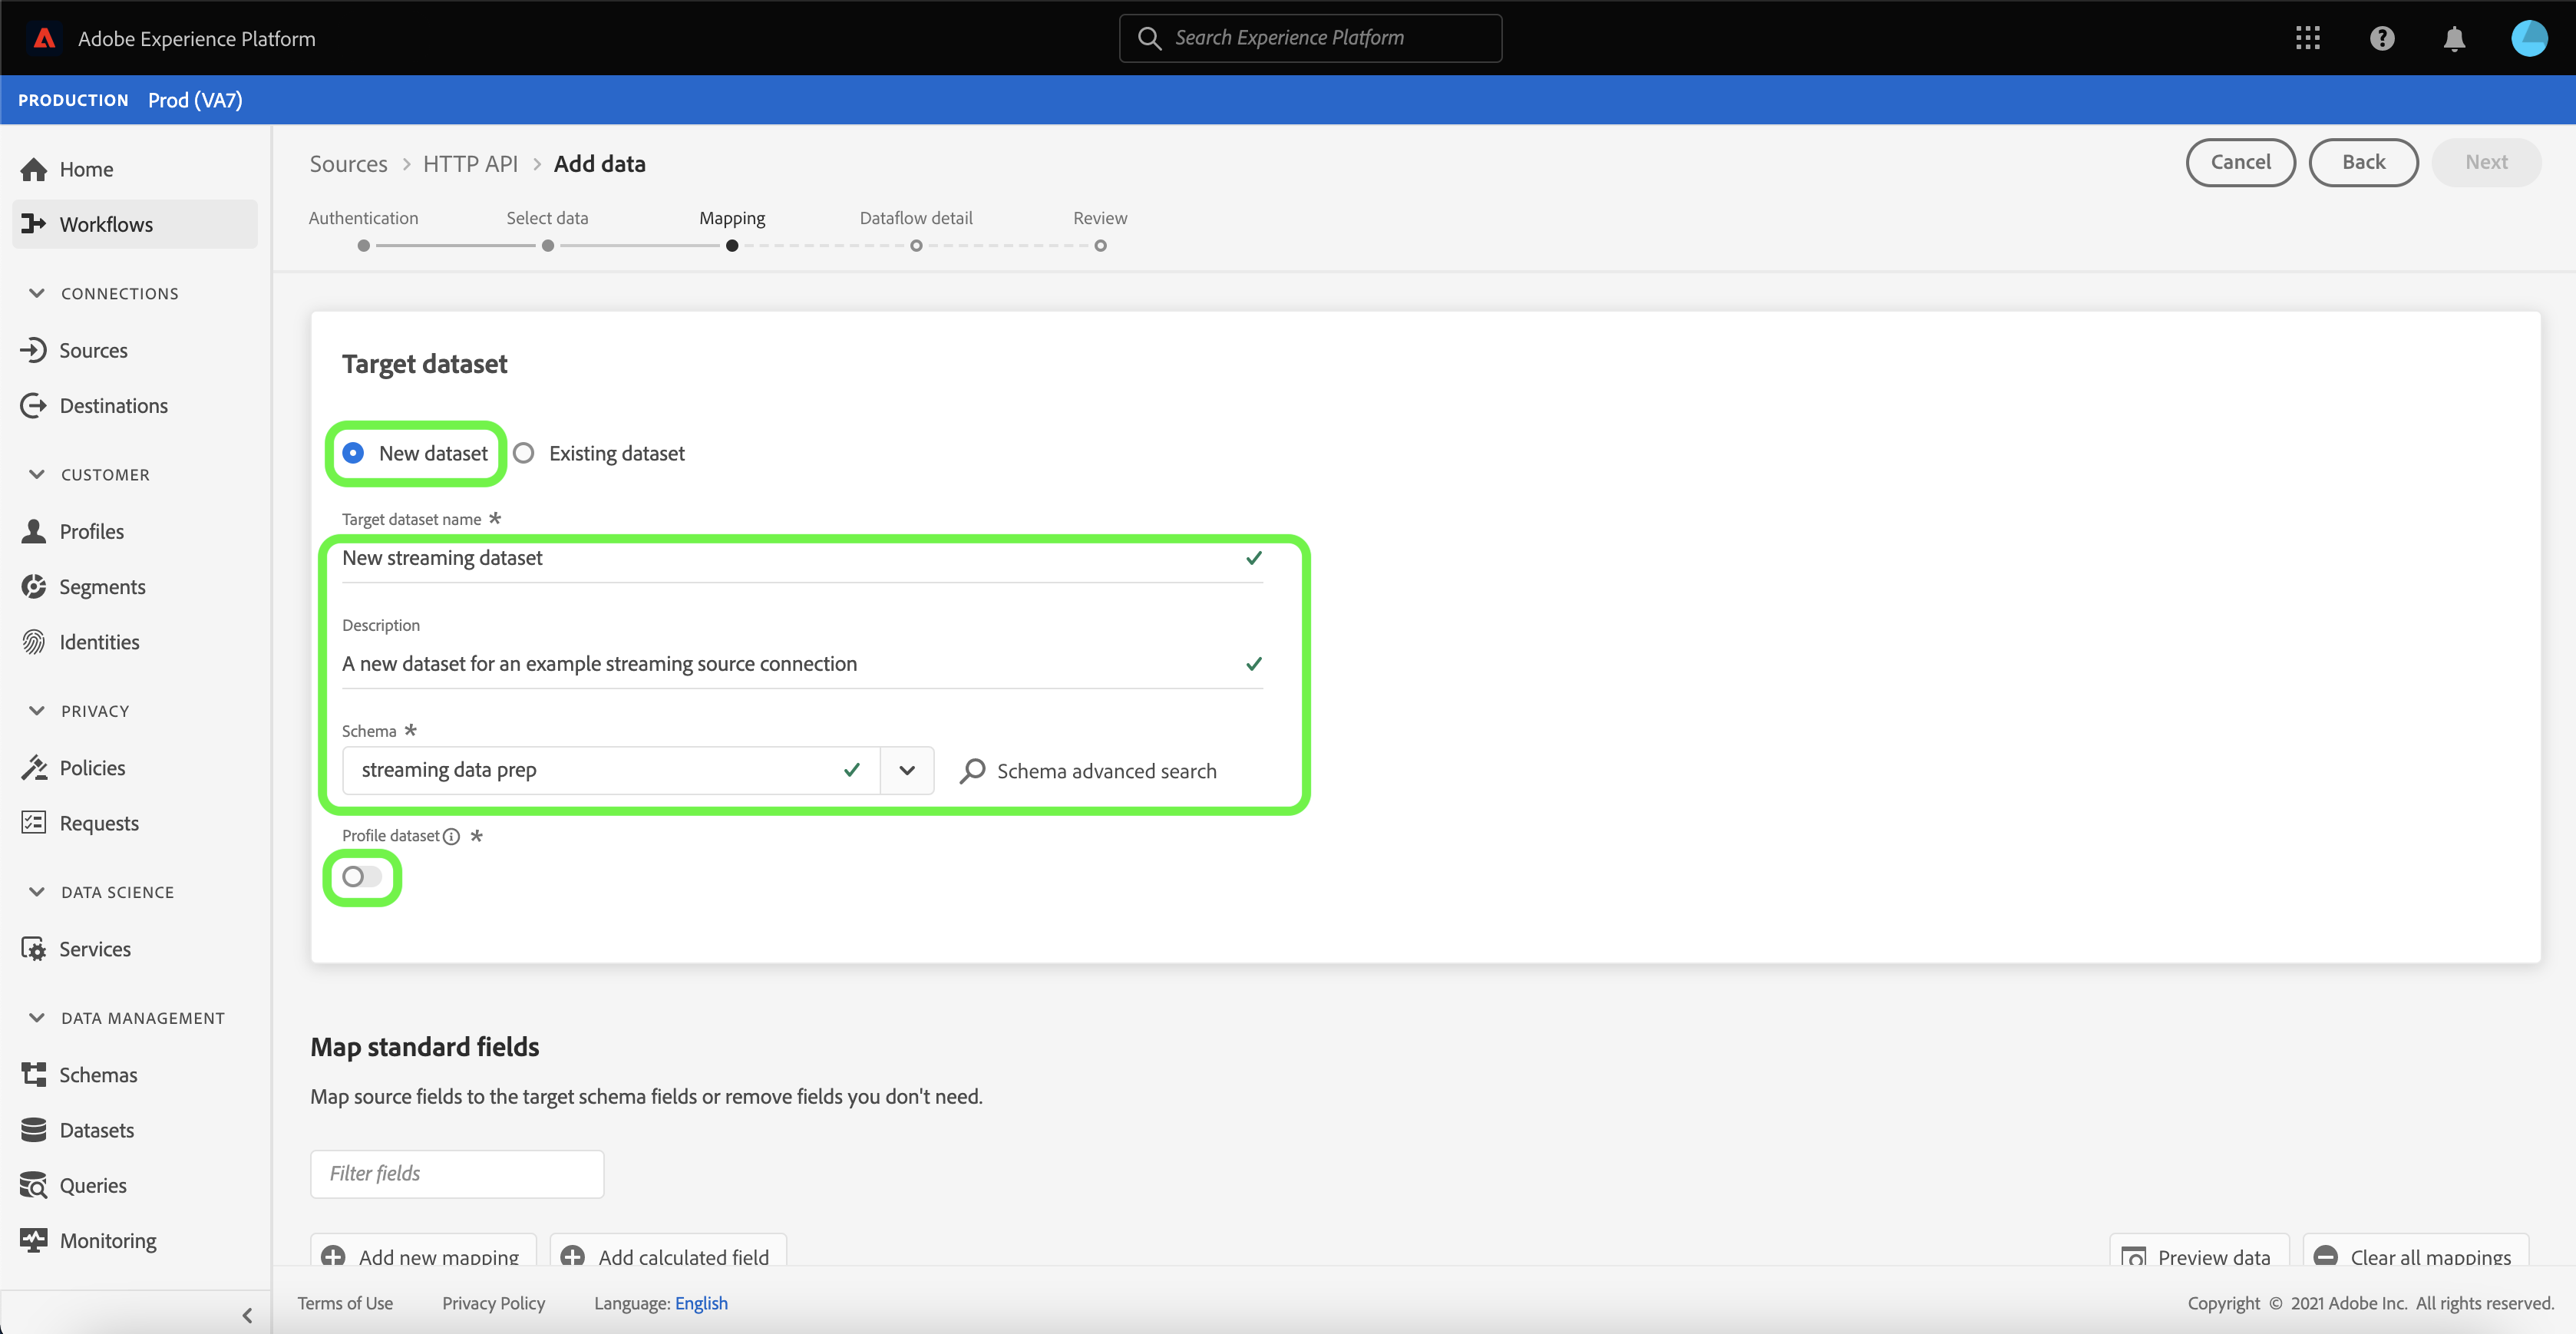 Adobe Experience Platform
Search Experience Platform
PRODUCTION Prod (VA7)
Home
Workflows
CONNECTIONS
Sources
Destinations
CUSTOMER
Profiles
Segments
Identities
PRIVACY
Policies
Requests
DATA SCIENCE
Services
DATA MANAGEMENT
Schemas
Datasets
Queries
Monitoring
Sources > HTTP API > Add data
Cancel
Back
Next
Authentication
Select data
Mapping
Dataflow detail
Review
Target dataset
New dataset
Existing dataset
Target dataset name *
New streaming dataset
Description
A new dataset for an example streaming source connection
Schema *
streaming data prep
Schema advanced search
Profile dataset *
Map standard fields
Map source fields to the target schema fields or remove fields you don't need.
Filter fields
Add new mapping
Add calculated field
Preview data
Clear all mappings
Terms of Use
Privacy Policy
Language: English
Copyright © 2021 Adobe Inc. All rights reserved.